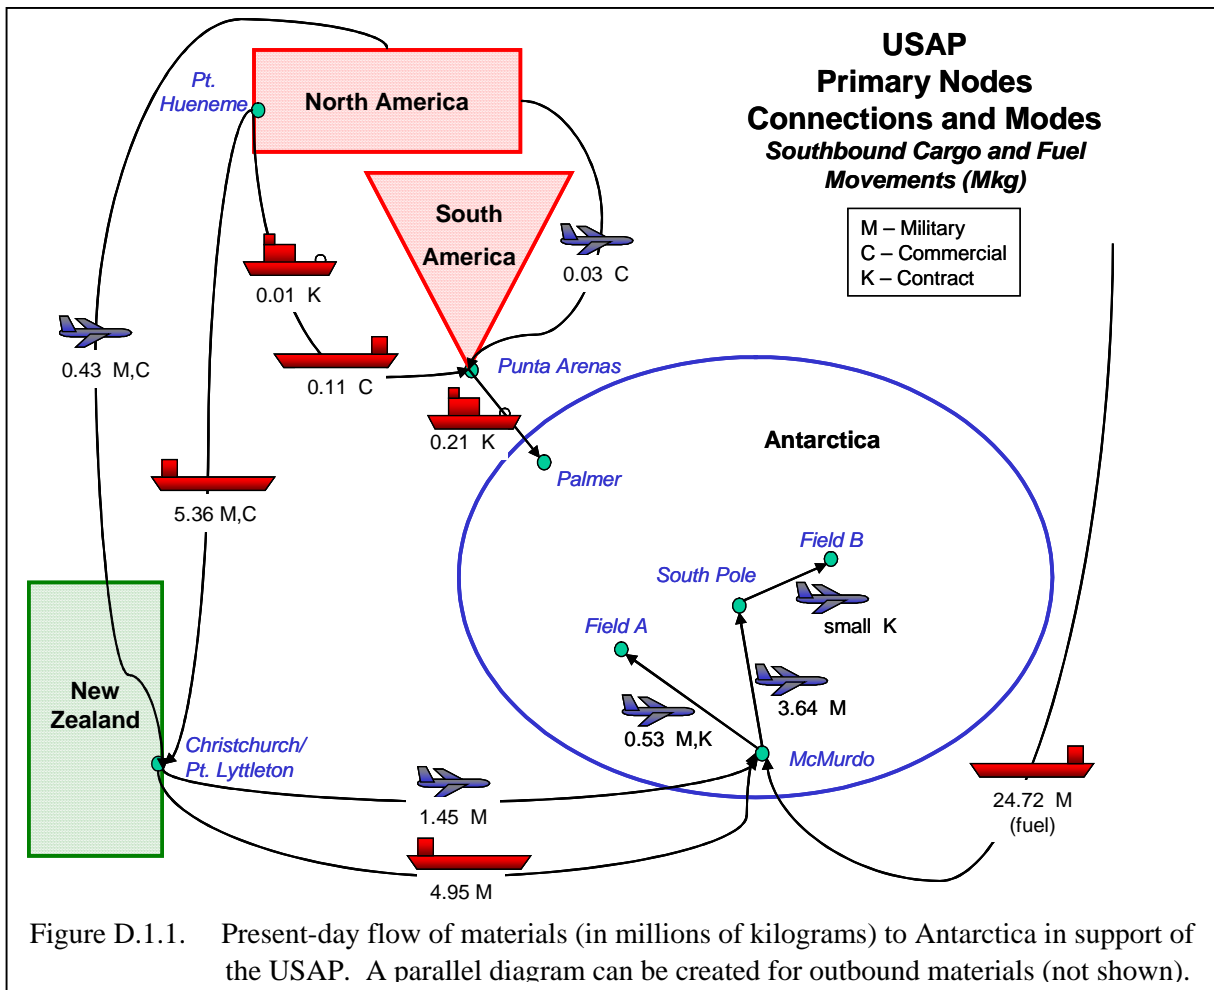 USAP
Primary Nodes
Connections and Modes
Southbound Cargo and Fuel
Movements (Mkg)
M – Military
C – Commercial
K – Contract
Pt.
Hueneme
North America
South
America
0.03 C
0.01 K
0.43 M,C
0.11 C
Punta Arenas
0.21 K
Antarctica
Palmer
5.36 M,C
Field B
South Pole
small K
Field A
New
Zealand
3.64 M
0.53 M,K
Christchurch/
Pt. Lyttleton
McMurdo
1.45 M
24.72 M
(fuel)
4.95 M
Figure D.1.1. Present-day flow of materials (in millions of kilograms) to Antarctica in support of
the USAP. A parallel diagram can be created for outbound materials (not shown).